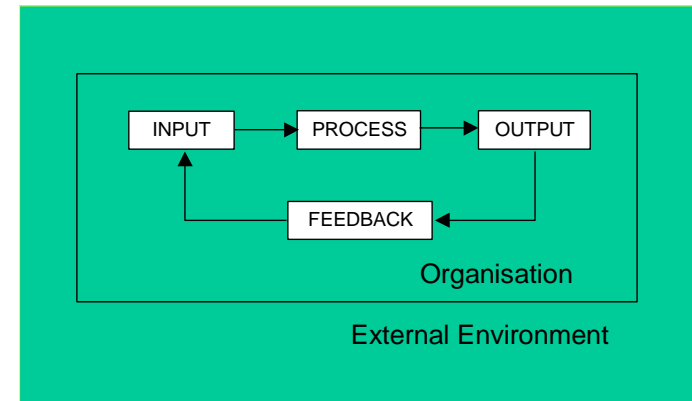 INPUT PROCESS OUTPUT
FEEDBACK
Organisation
External Environment